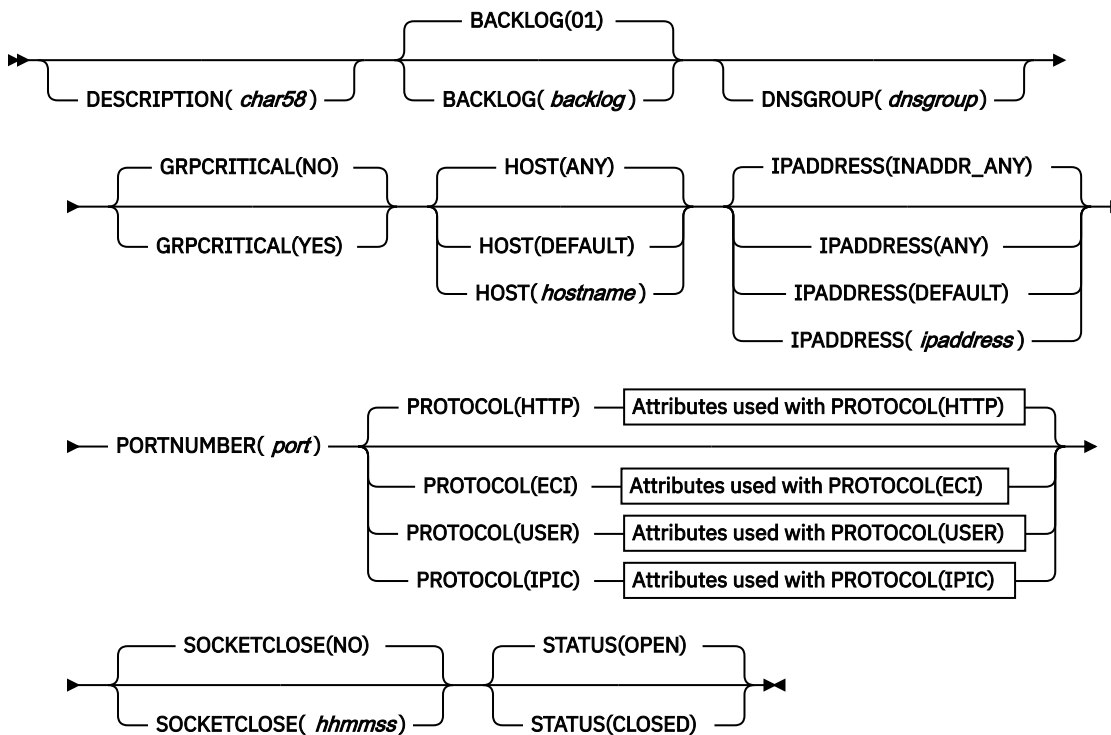 BACKLOG(01)
DESCRIPTION( char58 ) BACKLOG( backlog ) DNSGROUP( dnsgroup )
GRPCRITICAL(NO) HOST(ANY) IPADDRESS(INADDR_ANY)
GRPCRITICAL(YES) HOST(DEFAULT) IPADDRESS(ANY)
HOST( hostname ) IPADDRESS(DEFAULT)
IPADDRESS( ipaddress )
PROTOCOL(HTTP) Attributes used with PROTOCOL(HTTP)
PORTNUMBER( port )
PROTOCOL(ECI) Attributes used with PROTOCOL(ECI)
PROTOCOL(USER) Attributes used with PROTOCOL(USER)
PROTOCOL(IPIC) Attributes used with PROTOCOL(IPIC)
SOCKETCLOSE(NO) STATUS(OPEN)
SOCKETCLOSE( hhmmss ) STATUS(CLOSED)